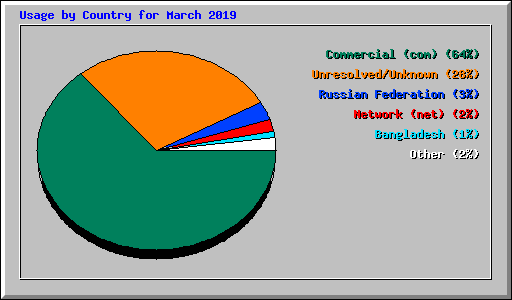 Usage by Country for March 2019
Commercial (com) (64%)
Unresolved/Unknown (28%)
Russian Federation (3%)
Network (net) (2%)
Bangladesh (1%)
Other (2%)